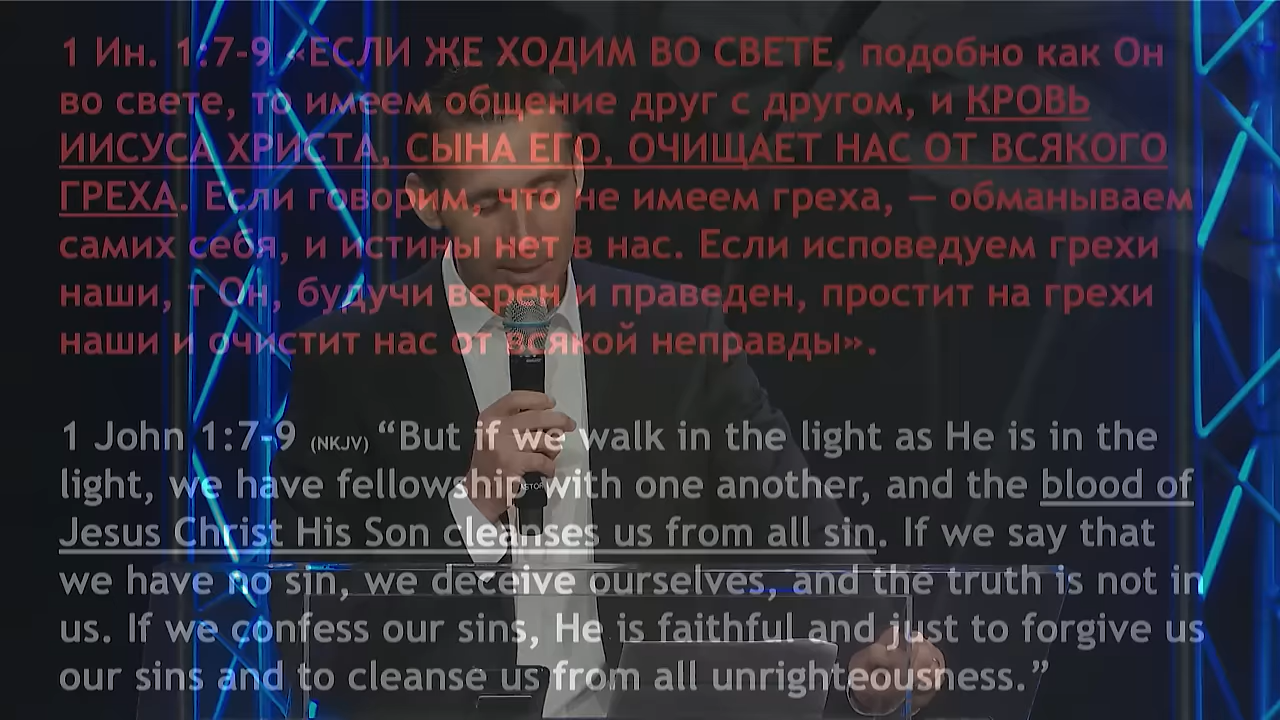 1 Ин. 1:7-9 «ЕСЛИ ЖЕ ХОДИМ ВО СВЕТЕ, подобно как Он
во свете, то имеем общение друг с другом, и КРОВЬ
ИИСУСА ХРИСТА, СЫНА ЕГО, ОЧИЩАЕТ НАС ОТ ВСЯКОГО
ГРЕХА. Если говорим, что не имеем греха, — обманываем
самих себя, и истины нет в нас. Если исповедуем грехи
наши, т Он, будучи верен и праведен, простит на грехи
наши и очистит нас от всякой неправды».
1 John 1:7-9 (NKJV) “But if we walk in the light as He is in the
light, we have fellowship with one another, and the blood of
Jesus Christ His Son cleanses us from all sin. If we say that
we have no sin, we deceive ourselves, and the truth is not in
us. If we confess our sins, He is faithful and just to forgive us
our sins and to cleanse us from all unrighteousness.”